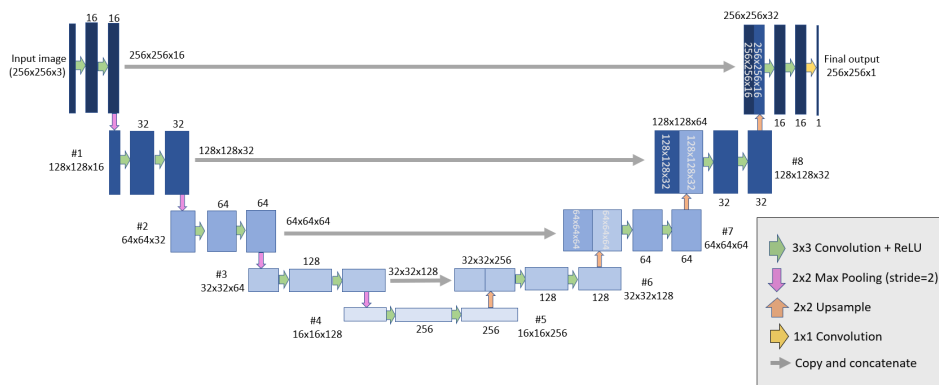 16 16
Input image
(256x256x3)
256x256x16
256x256x32
256x256x16
256x256x16
Final output
256x256x1
16 16 1
#1
128x128x16
32 32
128x128x32
128x128x64
128x128x32
128x128x32
32 32
#8
128x128x32
#2
64x64x32
64 64
64x64x64
64x64x64
64x64x64
64 64
#7
64x64x64
#3
32x32x64
128
32x32x128
32x32x256
128 128
#6
32x32x128
#4
16x16x128
256 256
#5
16x16x256
3x3 Convolution + ReLU
2x2 Max Pooling (stride=2)
2x2 Upsample
1x1 Convolution
Copy and concatenate